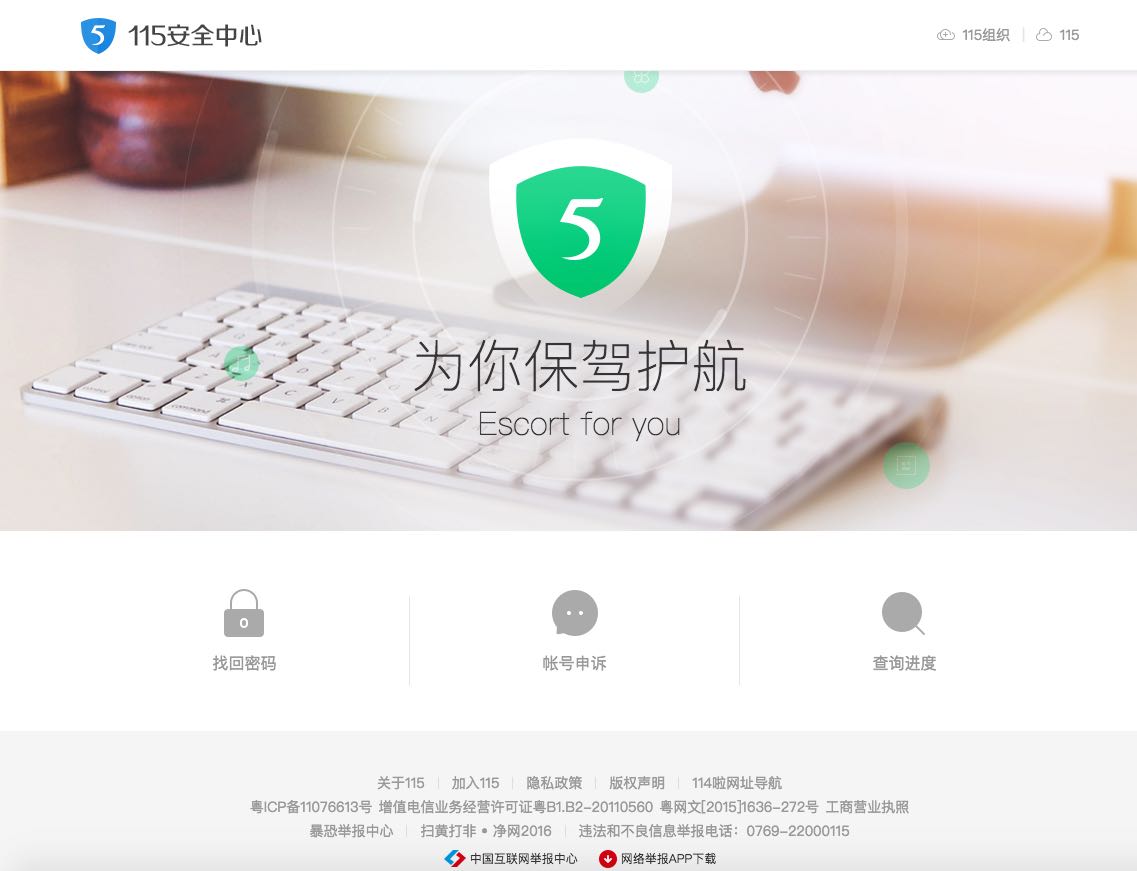 5 115安全中心
115组织 115
5
为你保驾护航
Escort for you
找回密码 帐号申诉 查询进度
关于115 加入115 隐私政策 版权声明 114啦网址导航
粤ICP备11076613号 增值电信业务经营许可证粤B1.B2-20110560 粤网文[2015]1636-272号 工商营业执照
暴恐举报中心 扫黄打非 • 净网2016 违法和不良信息举报电话：0769-22000115
中国互联网举报中心 网络举报APP下载